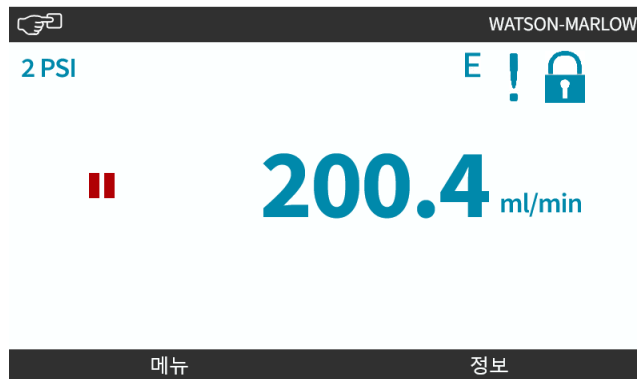 WATSON-MARLOW
2 PSI
E !
200.4 ml/min
메뉴 정보